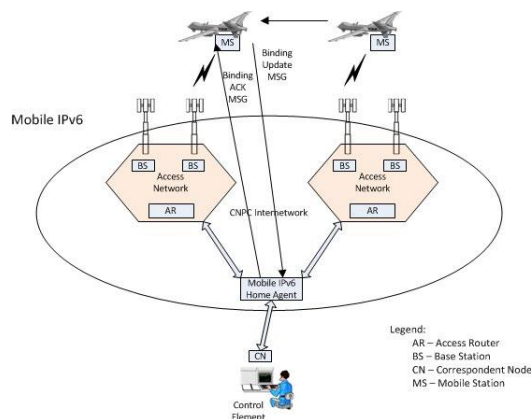 MS
MS
Binding
ACK
MSG
Binding
Update
MSG
Mobile IPv6
BS
BS
Access
Network
AR
BS
BS
Access
Network
AR
CNPC Internetwork
Mobile IPv6
Home Agent
CN
Control
Element
Legend:
AR – Access Router
BS – Base Station
CN – Correspondent Node
MS – Mobile Station